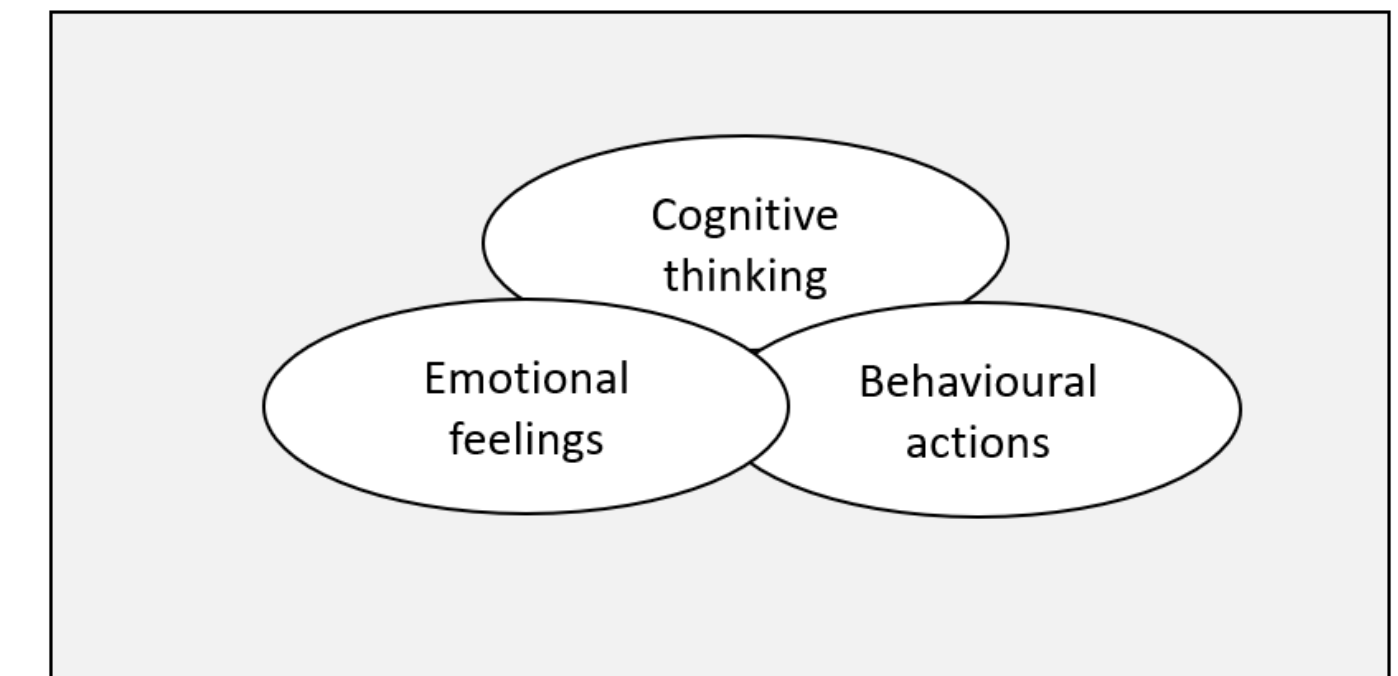 Cognitive
thinking
Emotional
feelings
Behavioural
actions